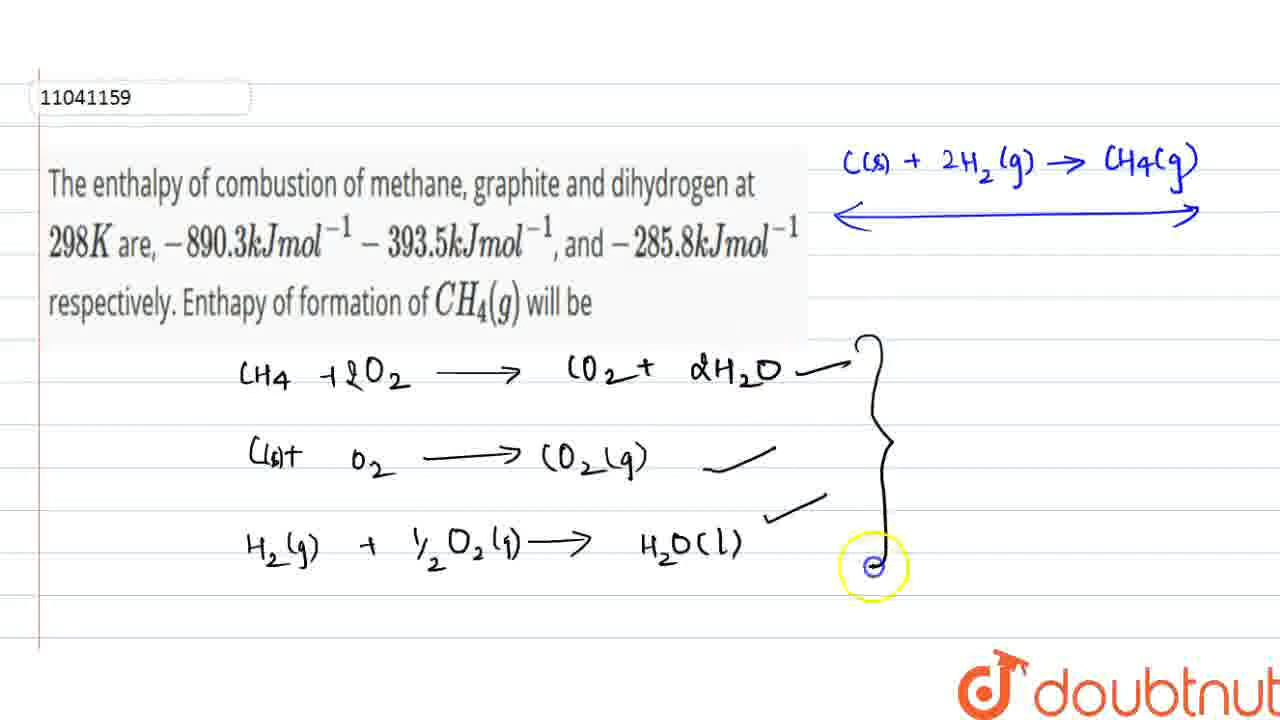 11041159
The enthalpy of combustion of methane, graphite and dihydrogen at
298K are, −890.3kJmol⁻¹ − 393.5kJmol⁻¹, and −285.8kJmol⁻¹
respectively. Enthapy of formation of CH₄(g) will be
C(s) + 2H₂(g) → CH4(g)
CH4 + 2O₂ → CO₂ + 2H₂O
C(s) + O₂ → CO₂(g)
H₂(g) + 1/2 O₂(g) → H₂O(l)
doubtnut